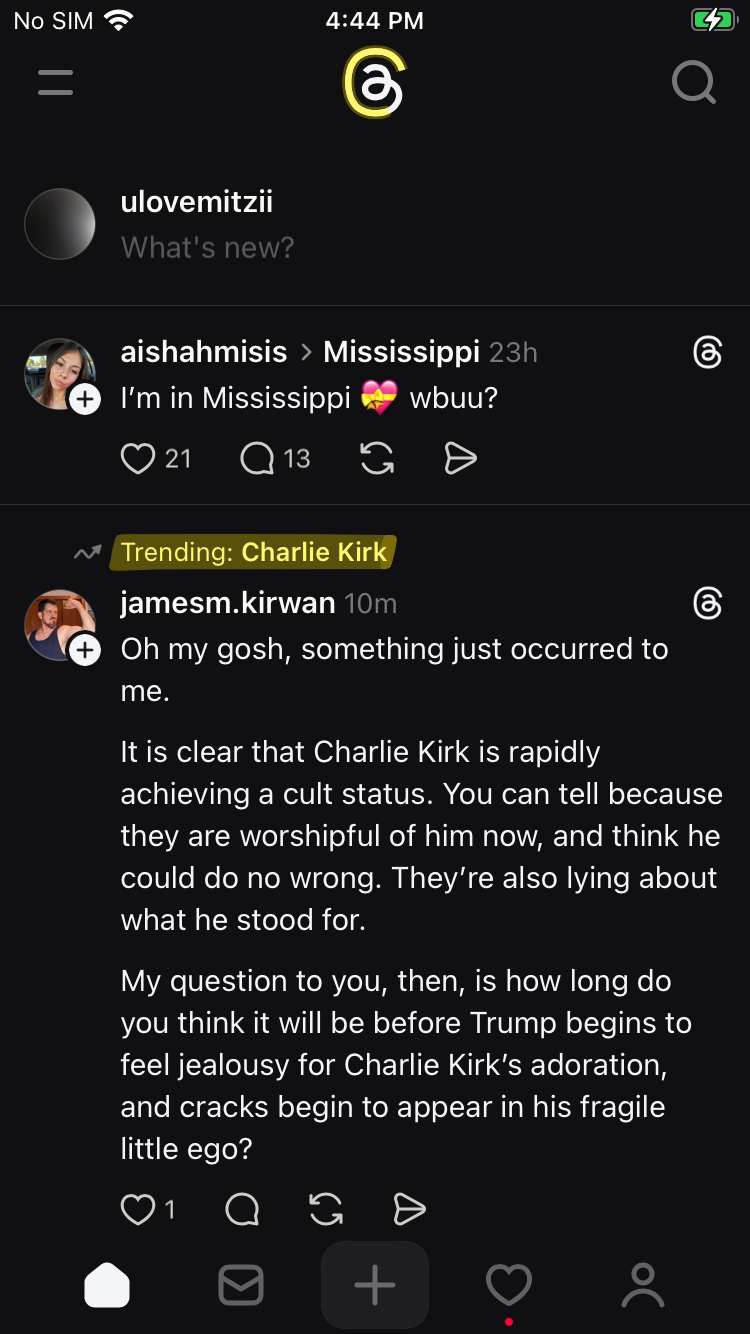 No SIM 4:44 PM
ulovemitzii
What's new?
aishahmisis > Mississippi 23h
I’m in Mississippi 💝 wbuu?
21 13
Trending: Charlie Kirk
jamesm.kirwan 10m
Oh my gosh, something just occurred to
me.
It is clear that Charlie Kirk is rapidly
achieving a cult status. You can tell because
they are worshipful of him now, and think he
could do no wrong. They’re also lying about
what he stood for.
My question to you, then, is how long do
you think it will be before Trump begins to
feel jealousy for Charlie Kirk’s adoration,
and cracks begin to appear in his fragile
little ego?
1